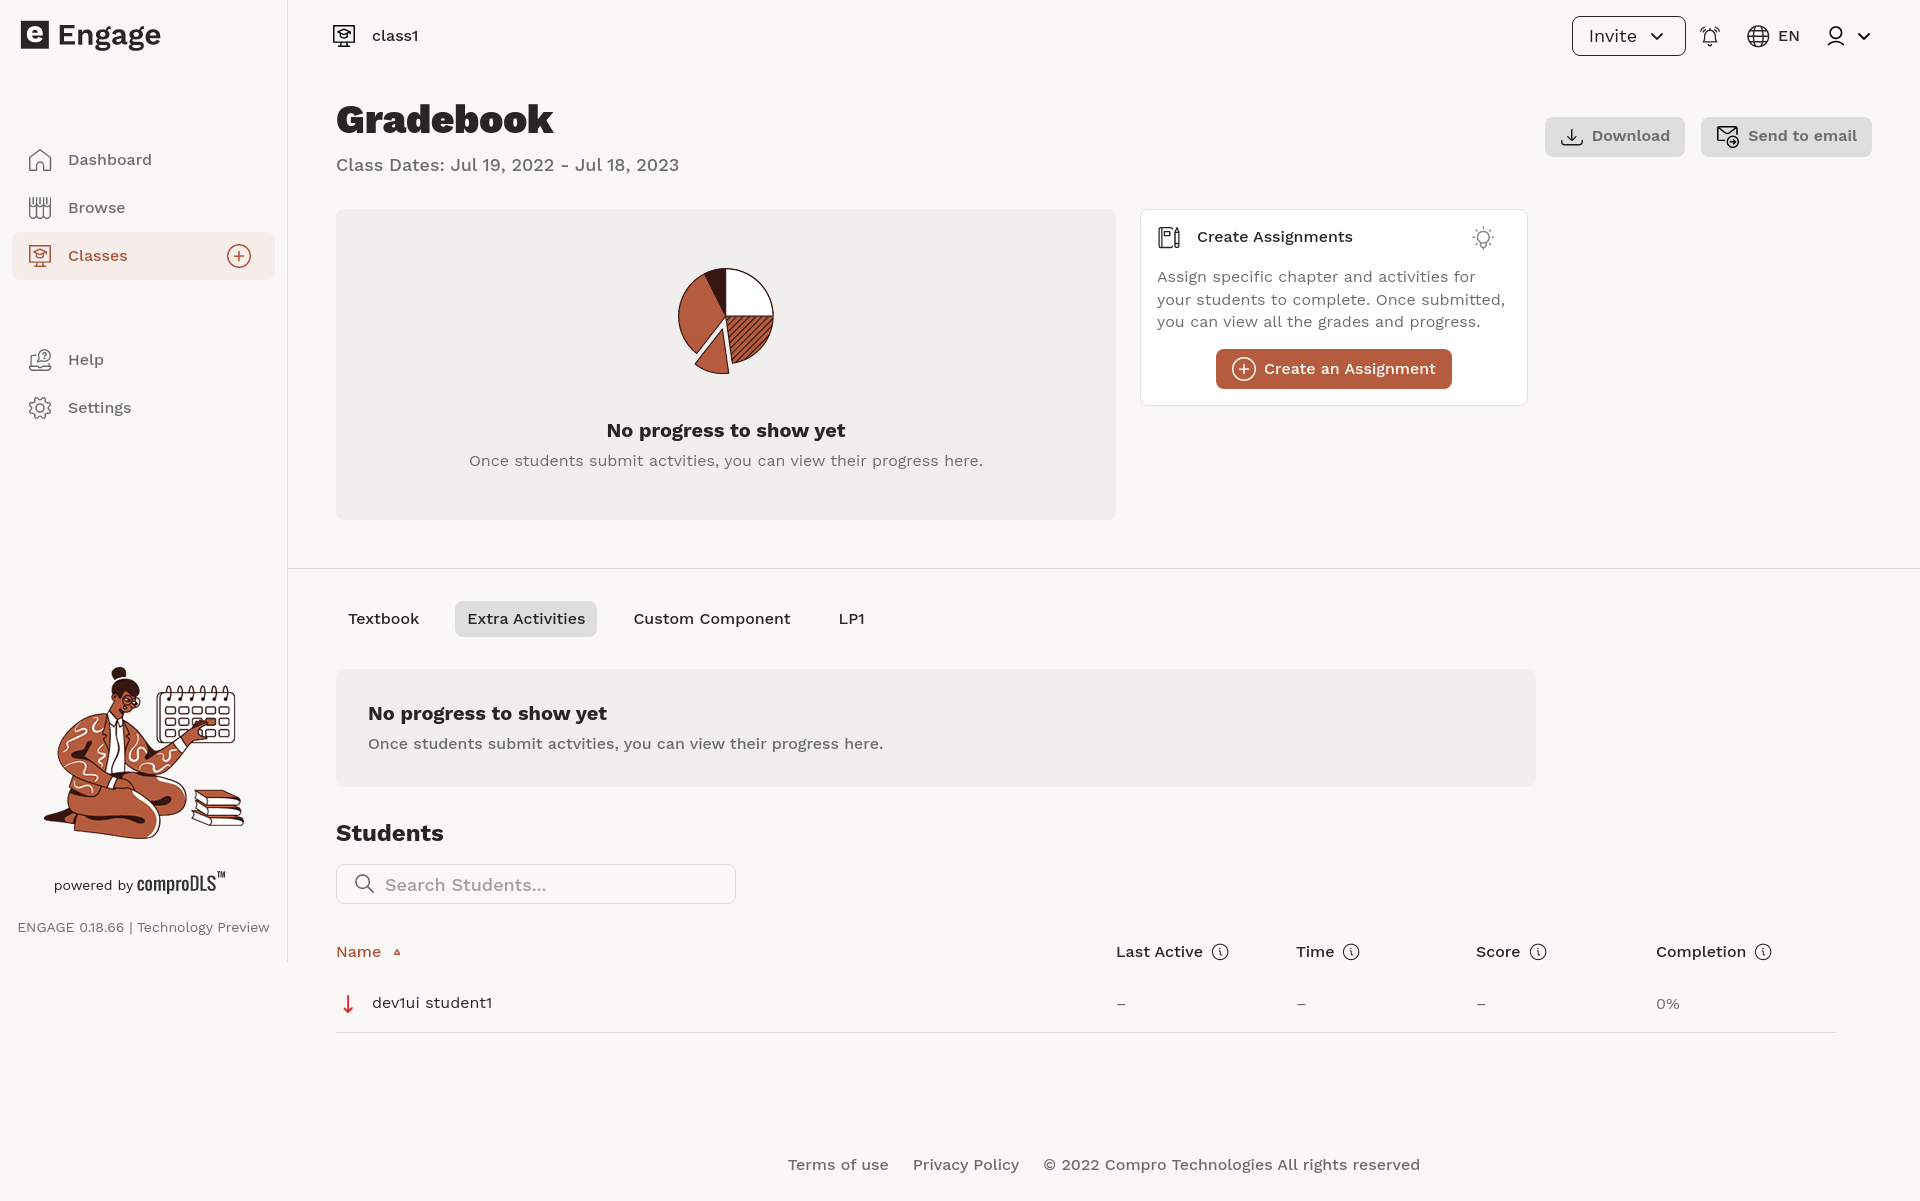 e Engage
class1
Invite
EN
Dashboard
Browse
Classes
Help
Settings
powered by comproDLS™
ENGAGE 0.18.66 | Technology Preview
Gradebook
Class Dates: Jul 19, 2022 - Jul 18, 2023
Download
Send to email
No progress to show yet
Once students submit actvities, you can view their progress here.
Create Assignments
Assign specific chapter and activities for
your students to complete. Once submitted,
you can view all the grades and progress.
Create an Assignment
Textbook
Extra Activities
Custom Component
LP1
No progress to show yet
Once students submit actvities, you can view their progress here.
Students
Search Students...
Name
Last Active
Time
Score
Completion
dev1ui student1
–
–
–
0%
Terms of use
Privacy Policy
© 2022 Compro Technologies All rights reserved